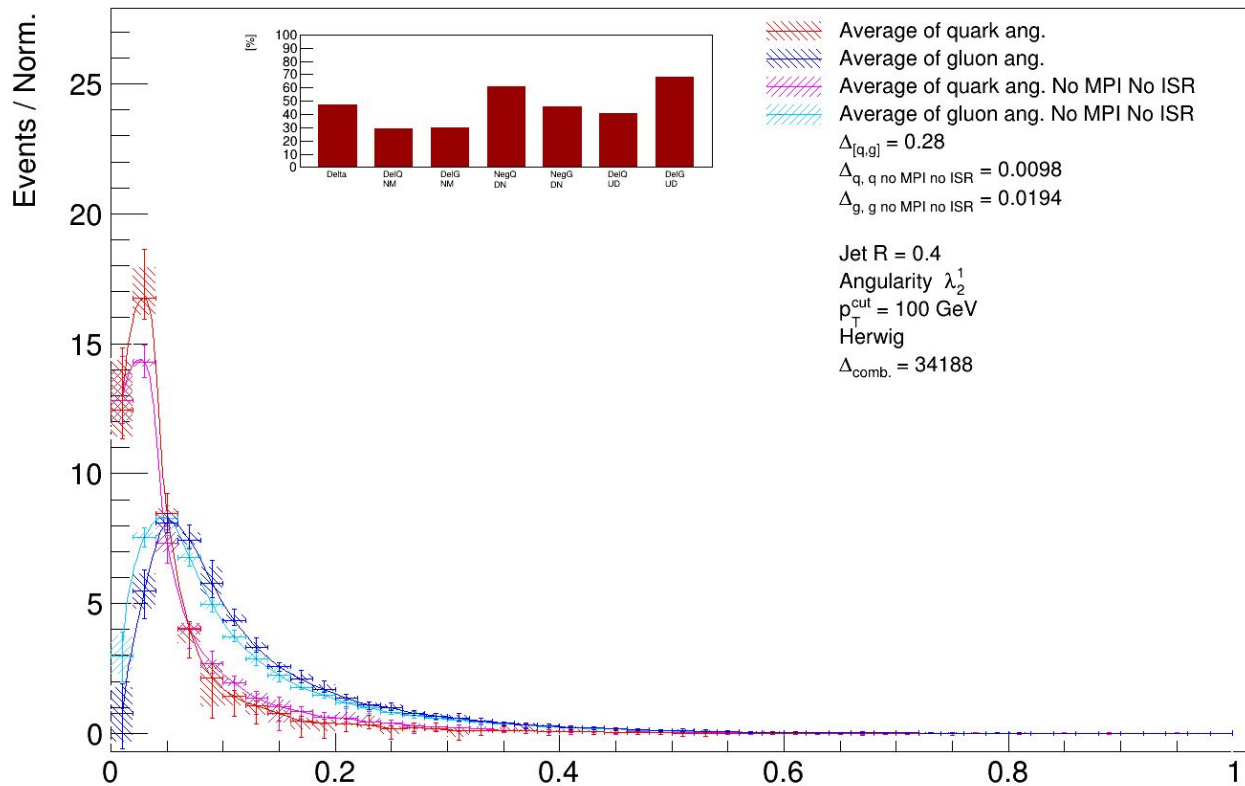 Events / Norm.
25
20
15
10
5
0
0
0.2
0.4
0.6
0.8
1
[%]
100
90
80
70
60
50
40
30
20
10
0
Delta
DelQ
NM
DelG
NM
NegQ
DN
NegG
DN
DelQ
UD
DelG
UD
Average of quark ang.
Average of gluon ang.
Average of quark ang. No MPI No ISR
Average of gluon ang. No MPI No ISR
Δ[q,g] = 0.28
Δq, q no MPI no ISR = 0.0098
Δg, g no MPI no ISR = 0.0194
Jet R = 0.4
Angularity λ₂¹
p_T^cut = 100 GeV
Herwig
Δcomb. = 34188